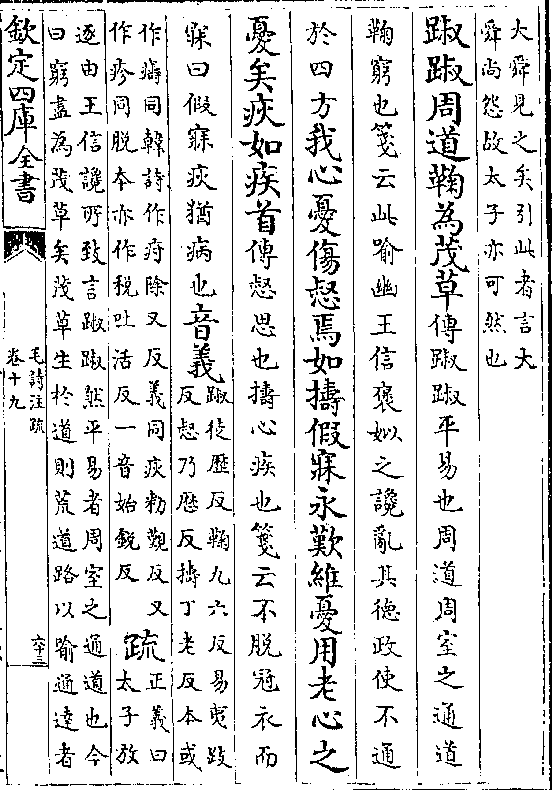 大舜見之矣引此者言大
舜尚怨故太子亦可然也
踧踧周道鞠為茂草傳踧踧平易也周道周室之通道
鞠窮也箋云此喻幽王信褒姒之讒亂其德政使不通
於四方我心憂傷惄焉如擣假寐永歎維憂用老心之
憂矣疢如疾首傳惄思也擣心疾也箋云不脫冠衣而
寐曰假寐疢猶病也音義
踧徒歷反鞠九六反易夷䜴
反惄乃歷反擣丁老反本或
作𢭏同韓詩作疛除又反義同疢勑覲反又
作疹同脱本亦作稅吐活反一音始銳反
疏
正義曰
太子放
逐由王信讒所致言踧踧然平易者周室之通道也今
曰窮盡為茂草矣茂草生於道則荒道路以喻通達者
欽定四庫全書
毛詩注疏
卷十九
六十三